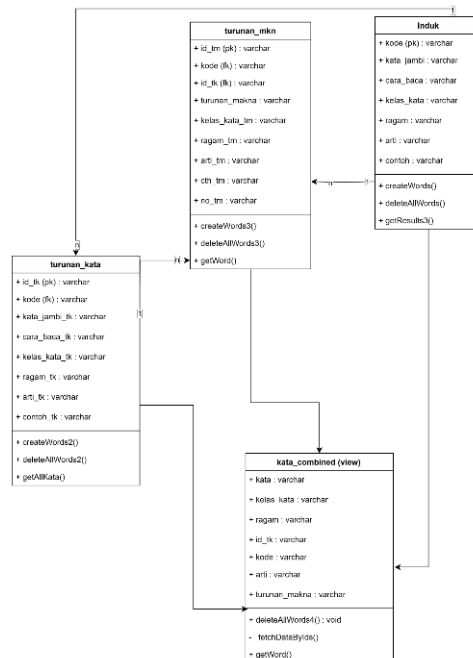 turunan_mkn
+ id_tm (pk) : varchar
+ kode (fk) : varchar
+ id_tk (fk) : varchar
+ turunan_makna : varchar
+ kelas_kata_tm : varchar
+ ragam_tm : varchar
+ arti_tm : varchar
+ cth_tm : varchar
+ no_tm : varchar
+ createWords3()
+ deleteAllWords3()
+ getWord()
Induk
+ kode (pk) : varchar
+ kata_jambi : varchar
+ cara_baca : varchar
+ kelas_kata : varchar
+ ragam : varchar
+ arti : varchar
+ contoh : varchar
+ createWords()
+ deleteAllWords()
+ getResults3()
1
n
1
n
n
1
turunan_kata
+ id_tk (pk) : varchar
+ kode (fk) : varchar
+ kata_jambi_tk : varchar
+ cara_baca_tk : varchar
+ kelas_kata_tk : varchar
+ ragam_tk : varchar
+ arti_tk : varchar
+ contoh_tk : varchar
+ createWords2()
+ deleteAllWords2()
+ getAllKata()
kata_combined (view)
+ kata : varchar
+ kelas_kata : varchar
+ ragam : varchar
+ id_tk : varchar
+ kode : varchar
+ arti : varchar
+ turunan_makna : varchar
+ deleteAllWords4() : void
- fetchDataByIds()
+ getWord()